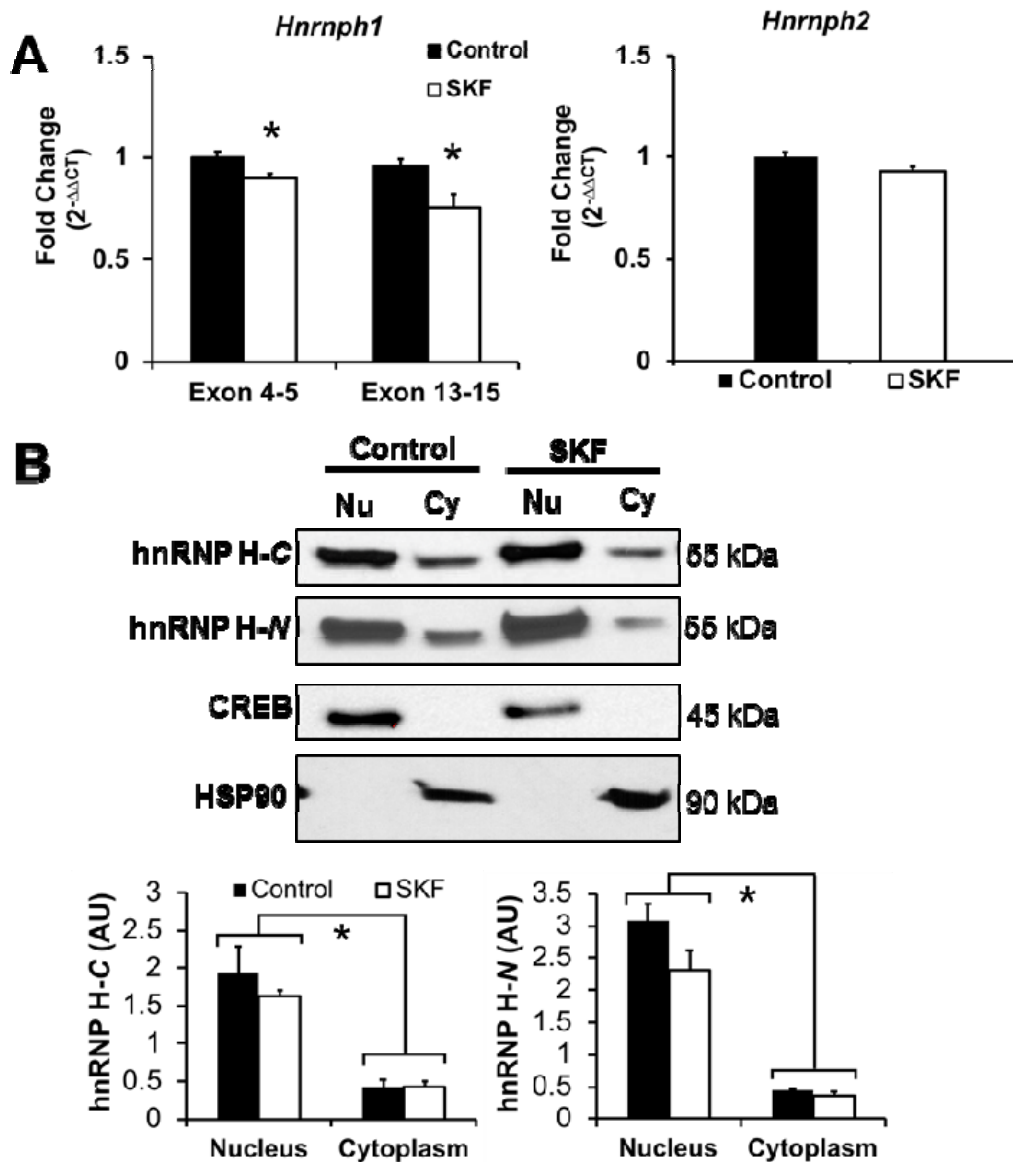 A
Hnrnph1
Control
SKF
Fold Change
(2-ΔΔCT)
1.5
1
0.5
0
*
*
Exon 4-5
Exon 13-15
Hnrnph2
Fold Change
(2-ΔΔCT)
1.5
1
0.5
0
Control
SKF
B
Control
SKF
Nu
Cy
Nu
Cy
hnRNP H-C
55 kDa
hnRNP H-N
55 kDa
CREB
45 kDa
HSP90
90 kDa
hnRNP H-C (AU)
3
2.5
2
1.5
1
0.5
0
Control
SKF
*
Nucleus
Cytoplasm
hnRNP H-N (AU)
3.5
3
2.5
2
1.5
1
0.5
0
*
Nucleus
Cytoplasm